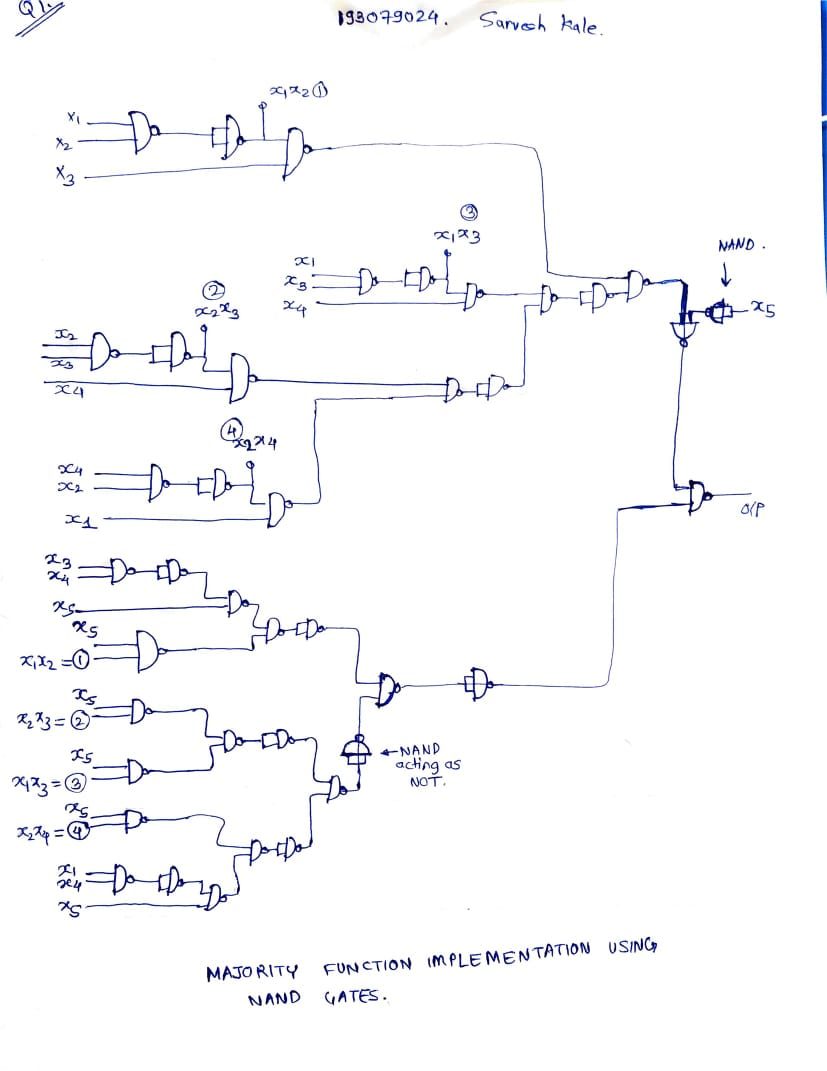 Q1.
193079024. Sarvesh Kale.
x1x2 ①
x1
x2
x3
③
x1x3
NAND.
x1
x3
x4
x5
②
x2x3
x2
x3
x4
④
x2x4
x4
x2
x1
O/P
x3
x4
x5
x5
x1x2 = ①
x5
x2x3 = ②
NAND
acting as
NOT.
x5
x1x3 = ③
x5
x2x4 = ④
x1
x4
x5
MAJORITY FUNCTION IMPLEMENTATION USING
NAND GATES.